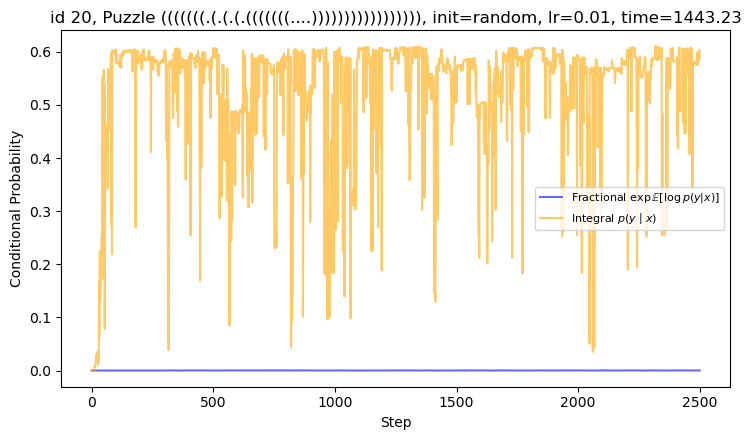 id 20, Puzzle (((((((.(.(.(.(((((((....))))))))))))))))), init=random, lr=0.01, time=1443.23
0.6
0.5
0.4
0.3
0.2
0.1
0.0
Conditional Probability
Fractional exp 𝔼[log p(y|x)]
Integral p(y | x)
0
500
1000
1500
2000
2500
Step